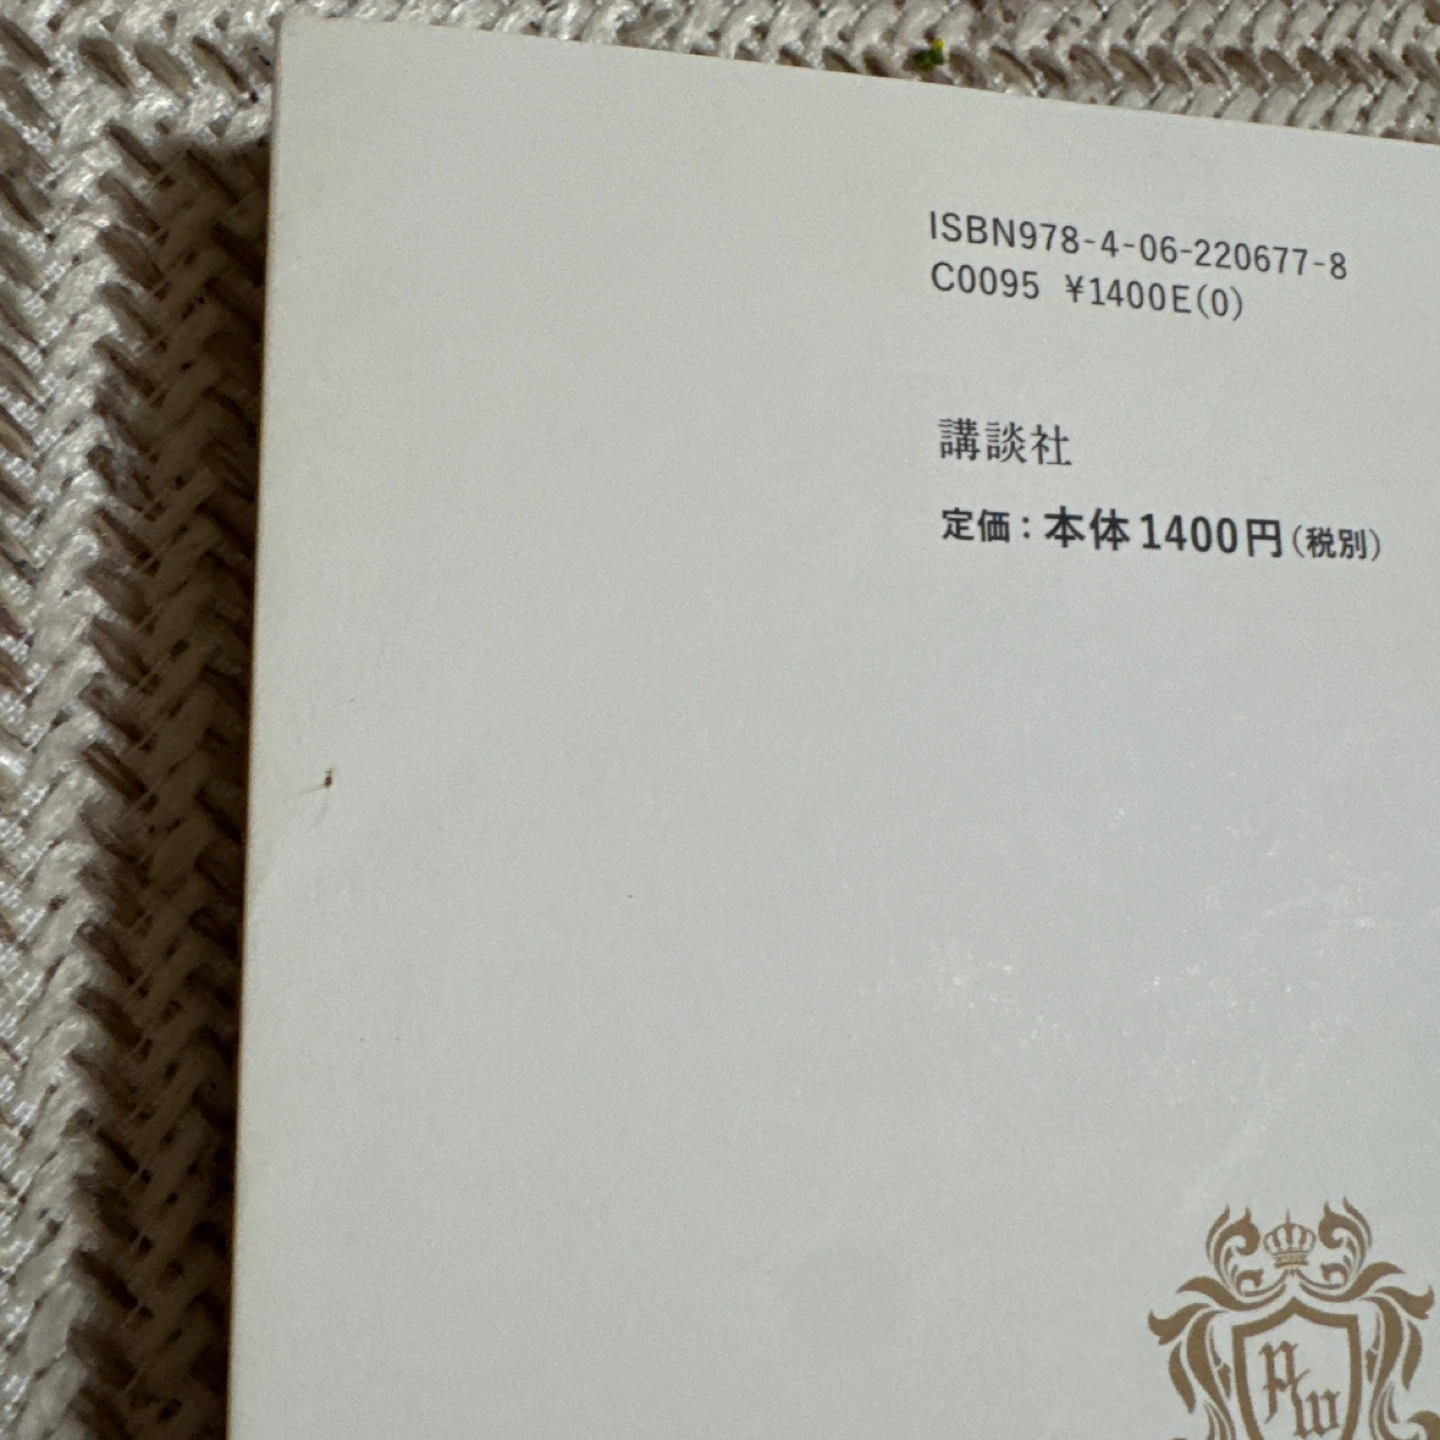 ISBN978-4-06-220677-8
C0095 ¥1400E(0)
講談社
定価：本体1400円（税別）